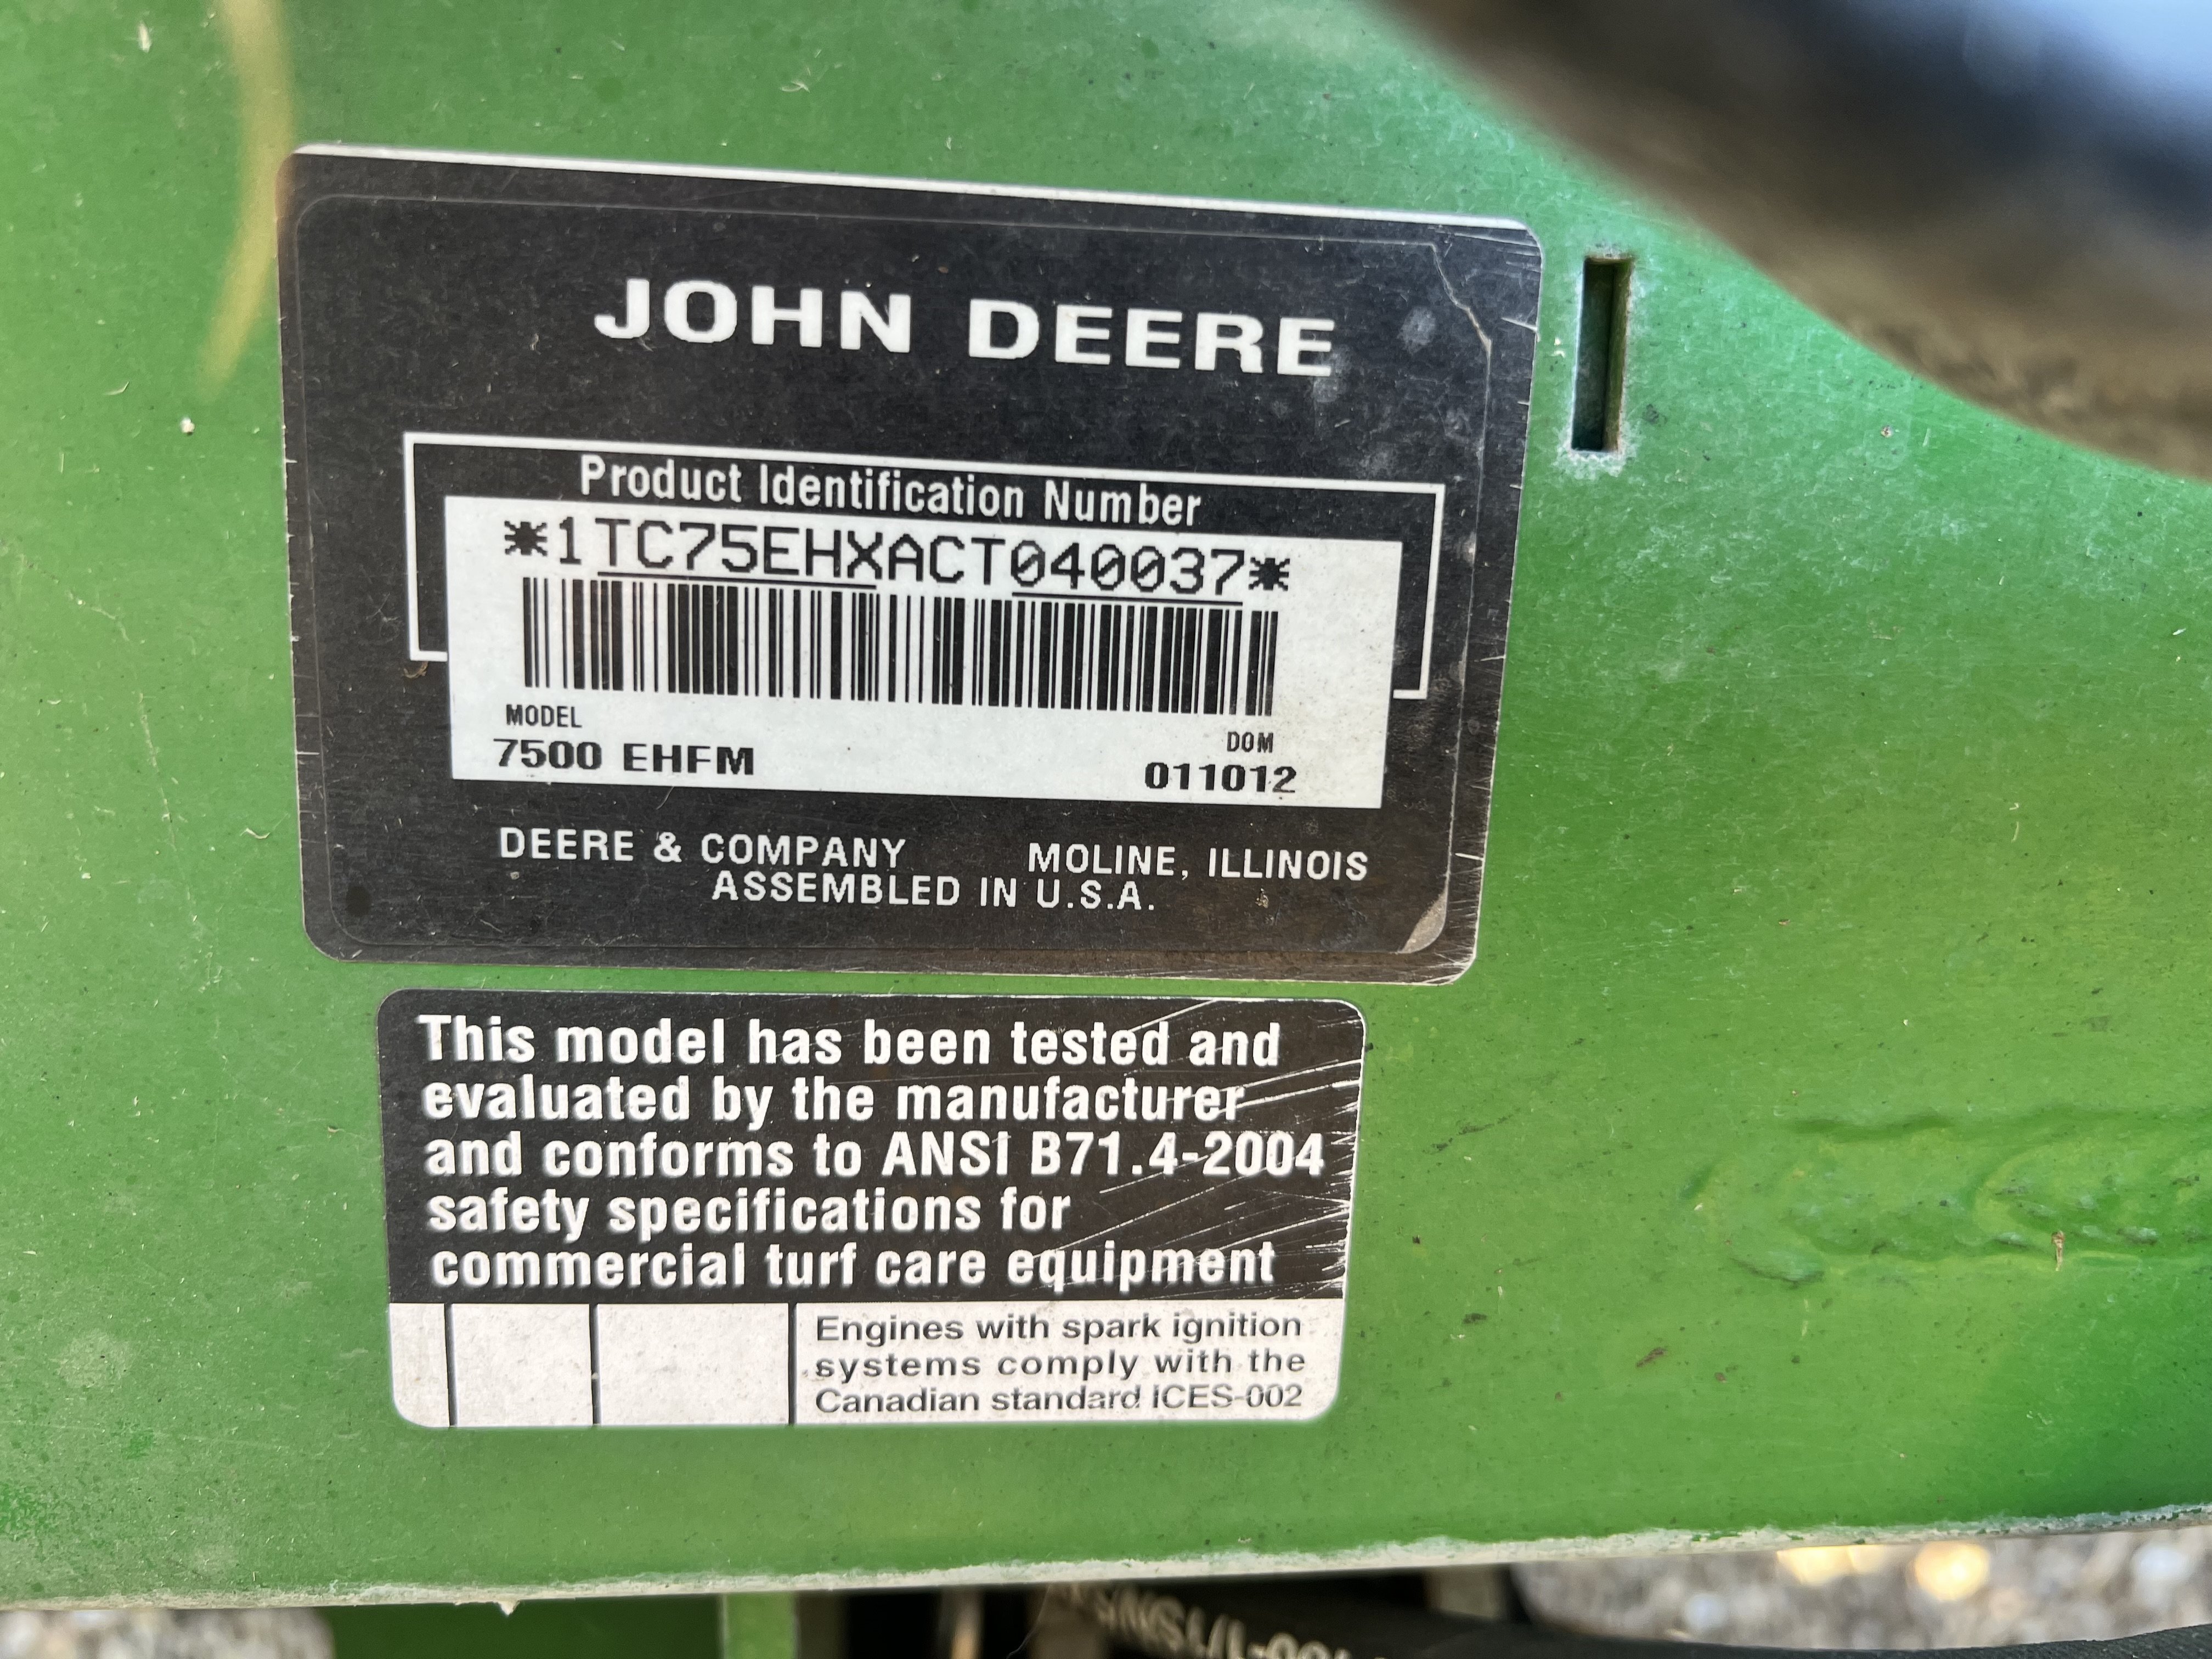 JOHN DEERE
Product Identification Number
*1TC75EHXACT040037*
MODEL
DOM
7500 EHFM
011012
DEERE & COMPANY MOLINE, ILLINOIS
ASSEMBLED IN U.S.A.
This model has been tested and
evaluated by the manufacturer
and conforms to ANSI B71.4-2004
safety specifications for
commercial turf care equipment
Engines with spark ignition
systems comply with the
Canadian standard ICES-002